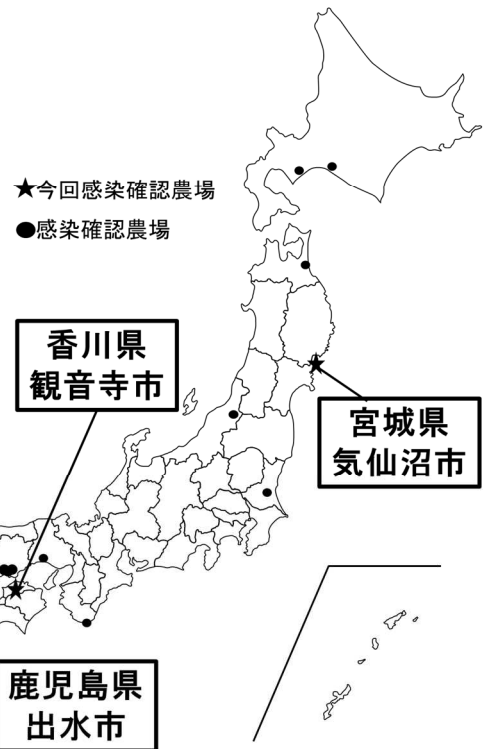 ★今回感染確認農場
●感染確認農場
香川県
観音寺市
宮城県
気仙沼市
鹿児島県
出水市